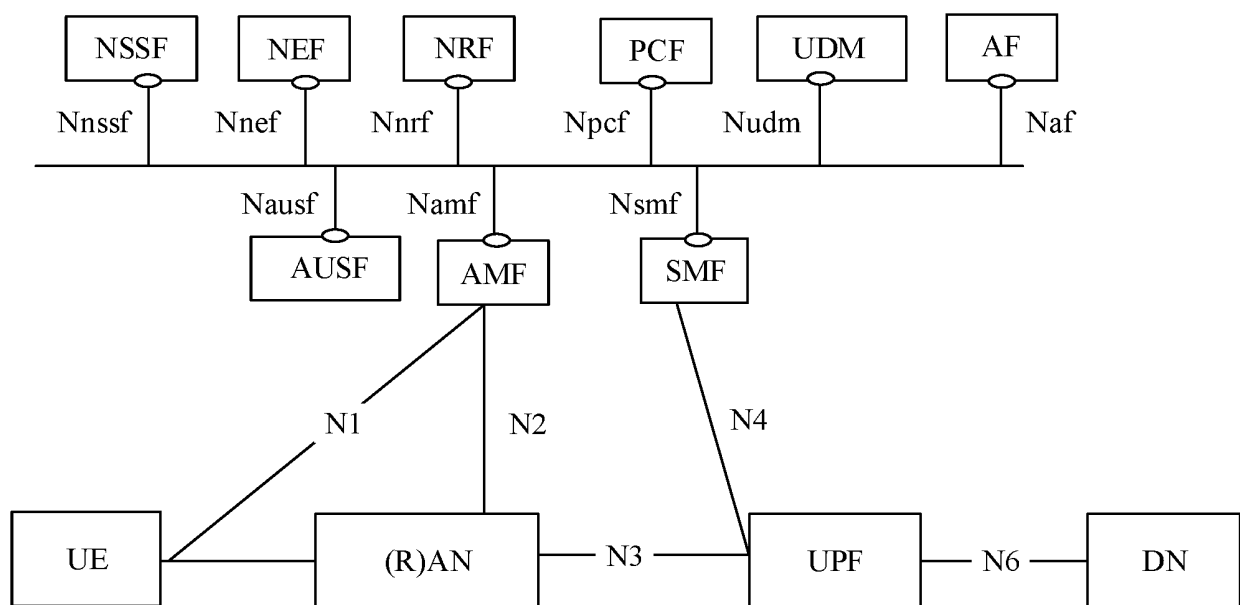 NSSF NEF NRF PCF UDM AF
Nnssf Nnef Nnrf Npcf Nudm Naf
Nausf Namf Nsmf
AUSF AMF SMF
N1 N2 N4
UE (R)AN N3 UPF N6 DN